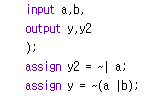 input a,b,
output y,y2
);
assign y2 = ~| a;
assign y = ~(a |b);